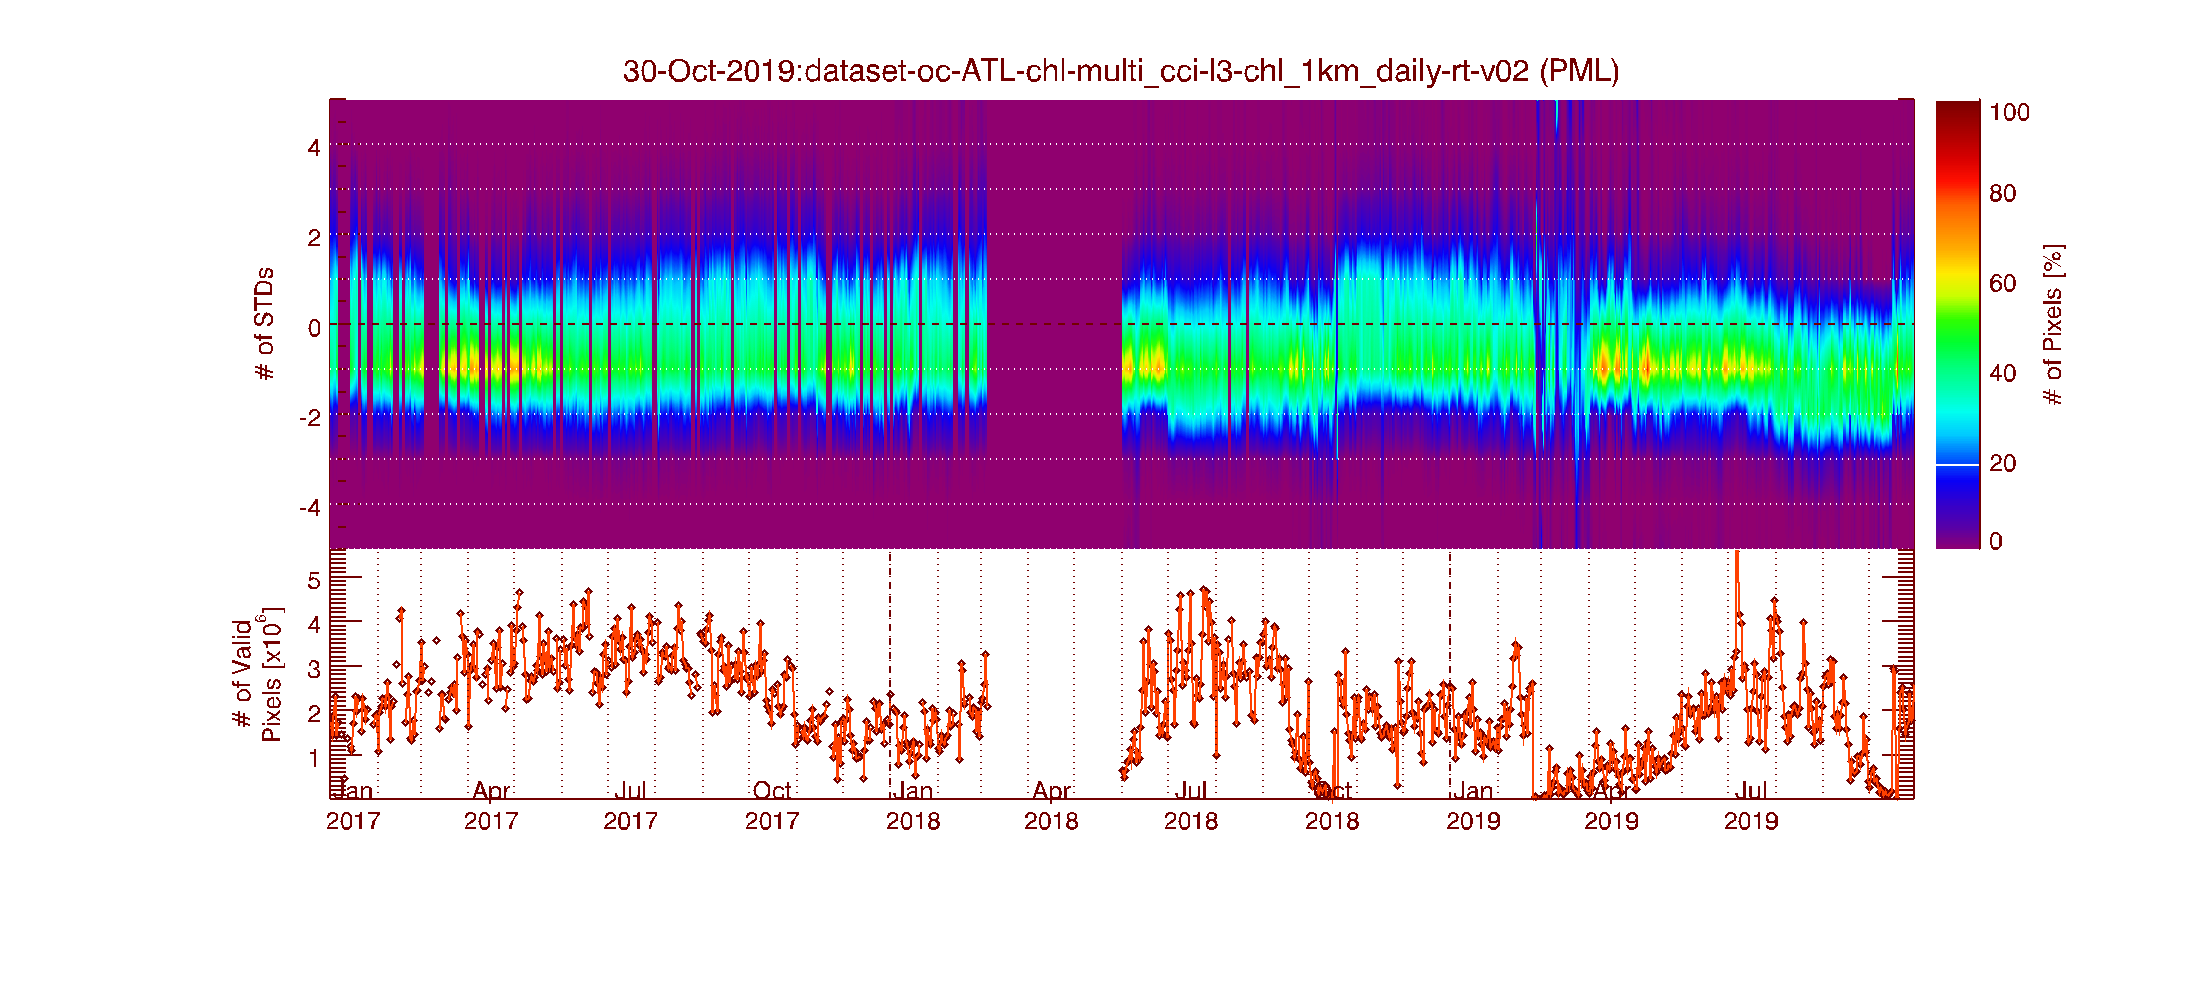 30-Oct-2019:dataset-oc-ATL-chl-multi_cci-l3-chl_1km_daily-rt-v02 (PML)
# of STDs
4
2
0
-2
-4
100
80
60
40
20
0
# of Pixels [%]
# of Valid
Pixels [x10⁶]
5
4
3
2
1
Jan Apr Jul Oct Jan Apr Jul Oct Jan Apr Jul
2017 2017 2017 2017 2018 2018 2018 2018 2019 2019 2019